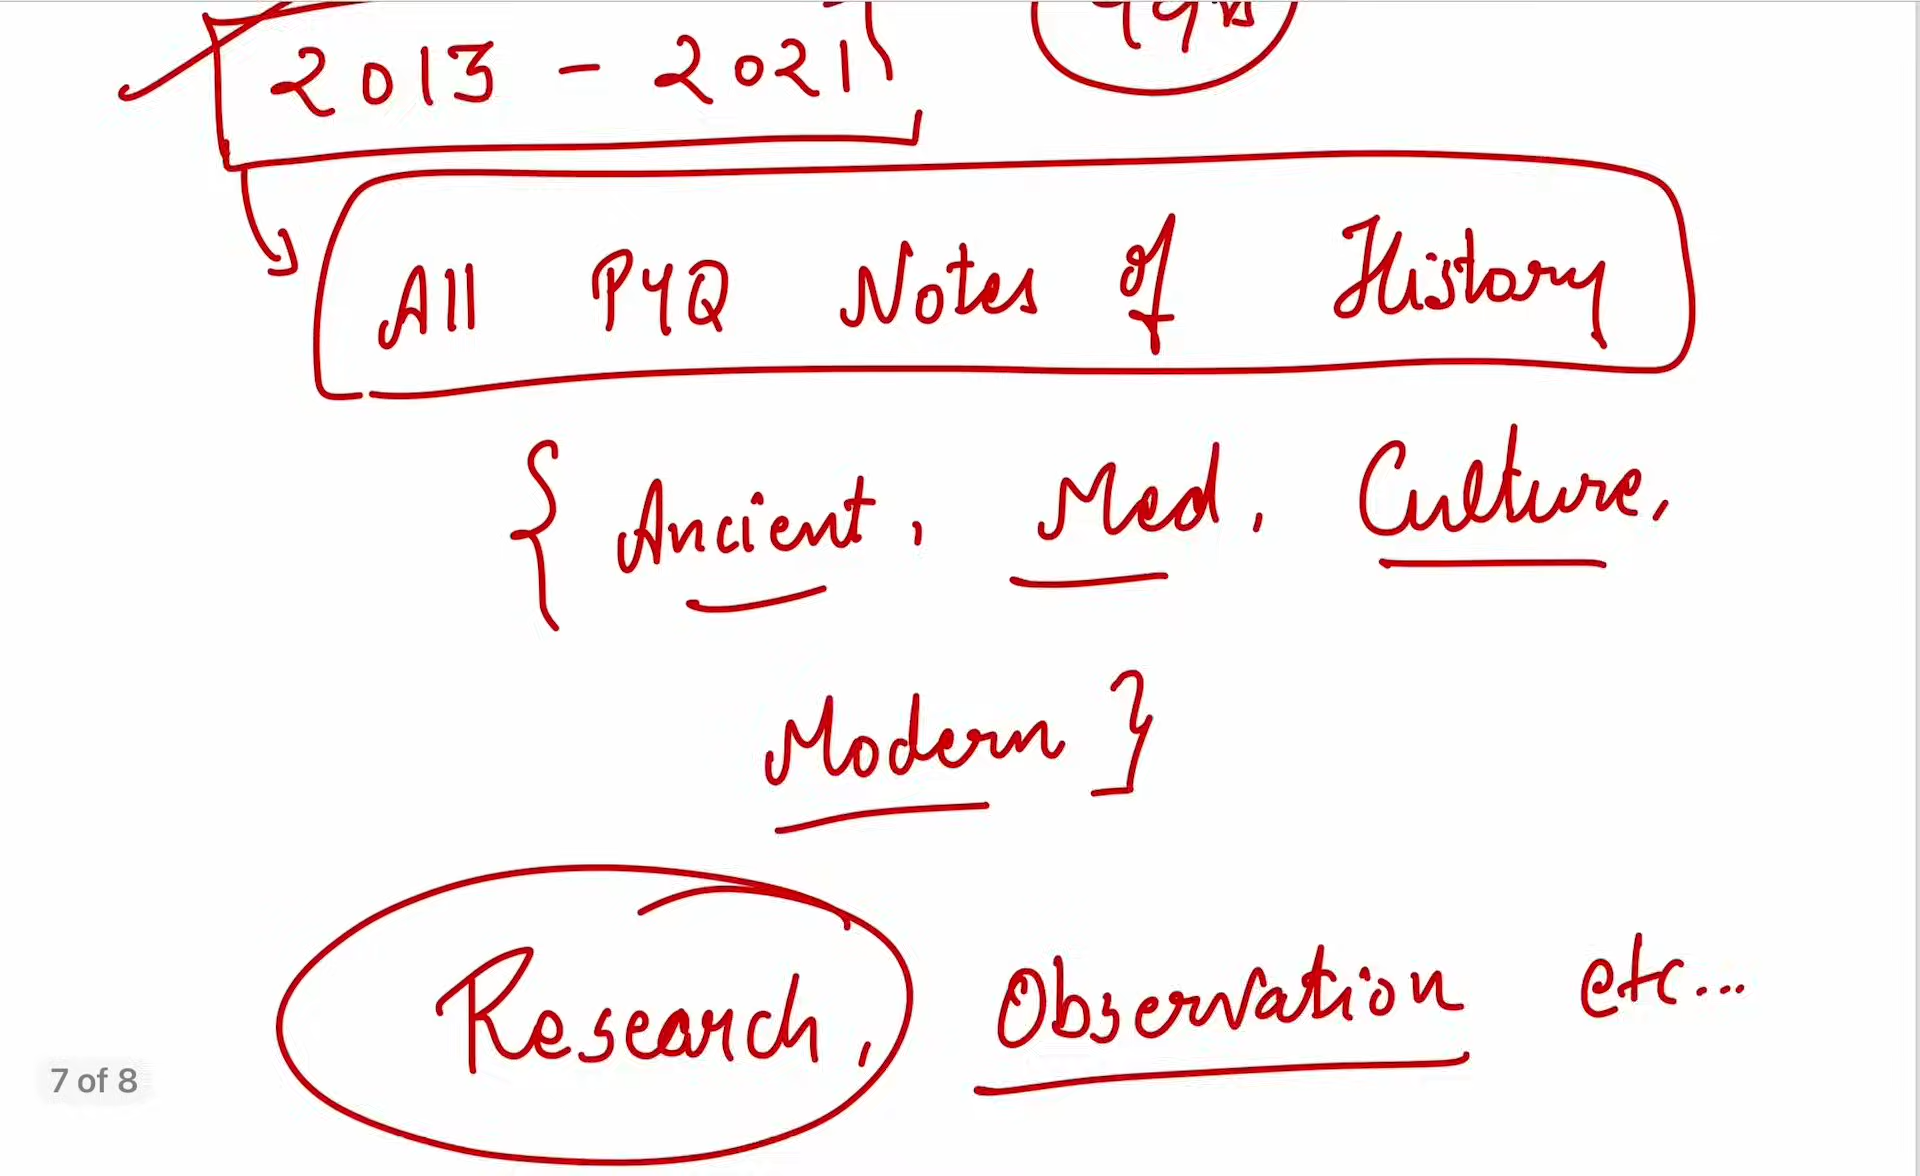 2013 - 2021
All PYQ Notes of History
{ Ancient, Med, Culture,
Modern }
Research, Observation etc...
7 of 8